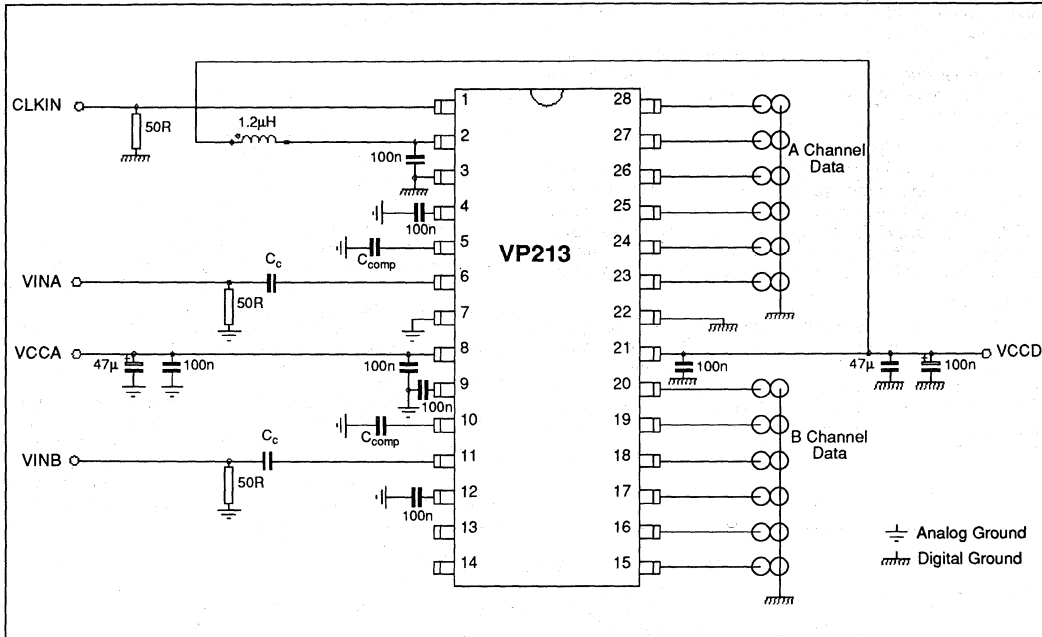 CLKIN
50R
1.2µH
100n
100n
C_comp
VINA
C_c
50R
VCCA
47µ
100n
100n
100n
C_comp
VINB
C_c
50R
100n
VP213
1
2
3
4
5
6
7
8
9
10
11
12
13
14
28
27
26
25
24
23
22
21
20
19
18
17
16
15
A Channel
Data
100n
47µ
+
100n
VCCD
B Channel
Data
Analog Ground
Digital Ground